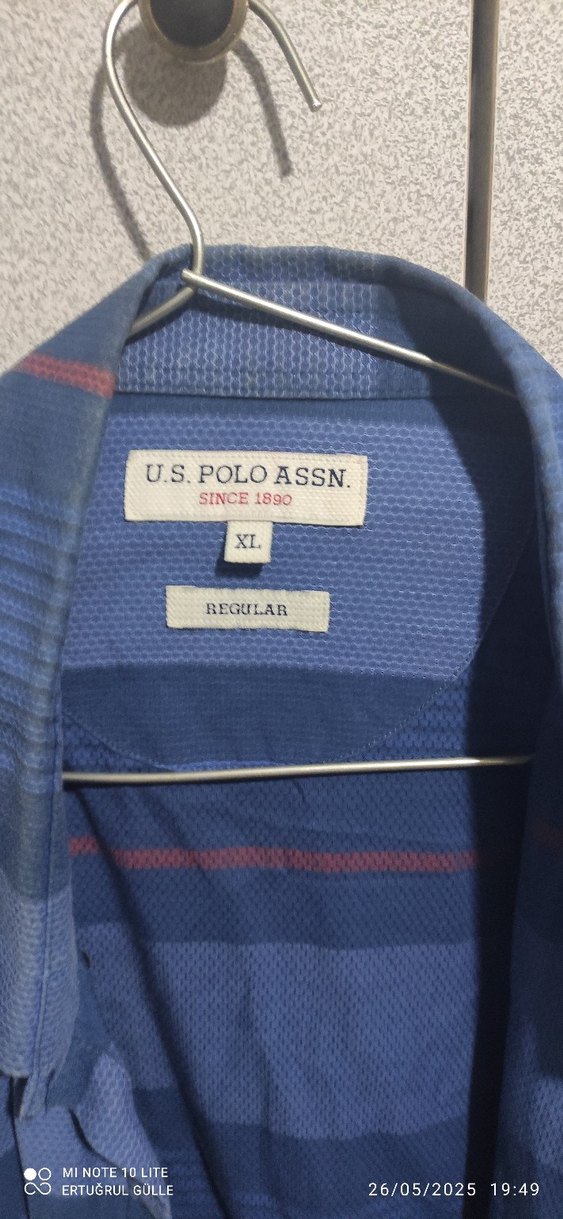 U.S. POLO ASSN.
SINCE 1890
XL
REGULAR
MI NOTE 10 LITE
ERTUĞRUL GÜLLE
26/05/2025 19:49